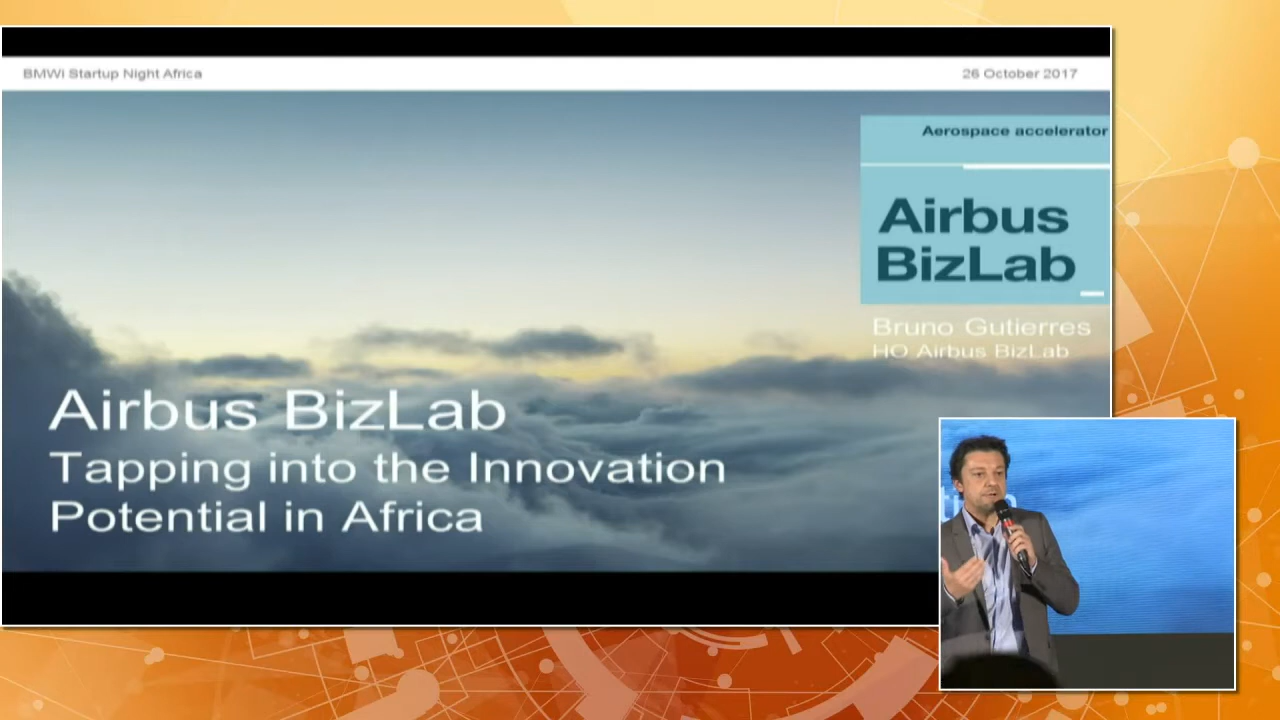 BMWi Startup Night Africa
26 October 2017
Aerospace accelerator
Airbus
BizLab
Bruno Gutierres
HO Airbus BizLab
Airbus BizLab
Tapping into the Innovation
Potential in Africa